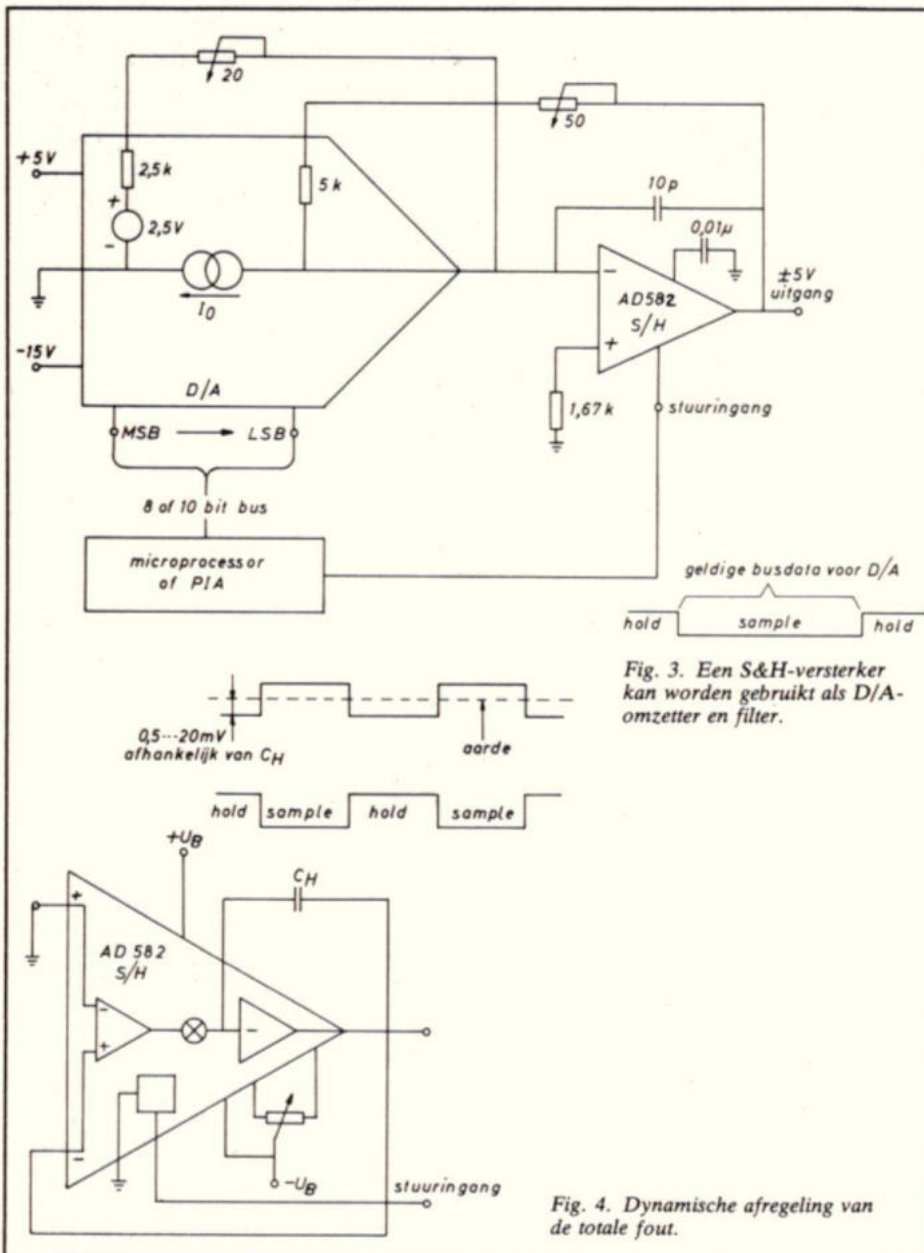 20
50
+5V
2,5k
5k
10p
+
2,5V
-
0,01µ
±5V
uitgang
-
AD582
S/H
+
I0
-15V
D/A
1,67k
stuuringang
MSB → LSB
8 of 10 bit bus
microprocessor
of PIA
geldige busdata voor D/A
hold sample hold
Fig. 3. Een S&H-versterker
kan worden gebruikt als D/A-
omzetter en filter.
0,5···20mV
afhankelijk van CH
aarde
hold sample hold sample
+UB
CH
+
AD 582
S/H
-
+
-
-
-UB
stuuringang
Fig. 4. Dynamische afregeling van
de totale fout.